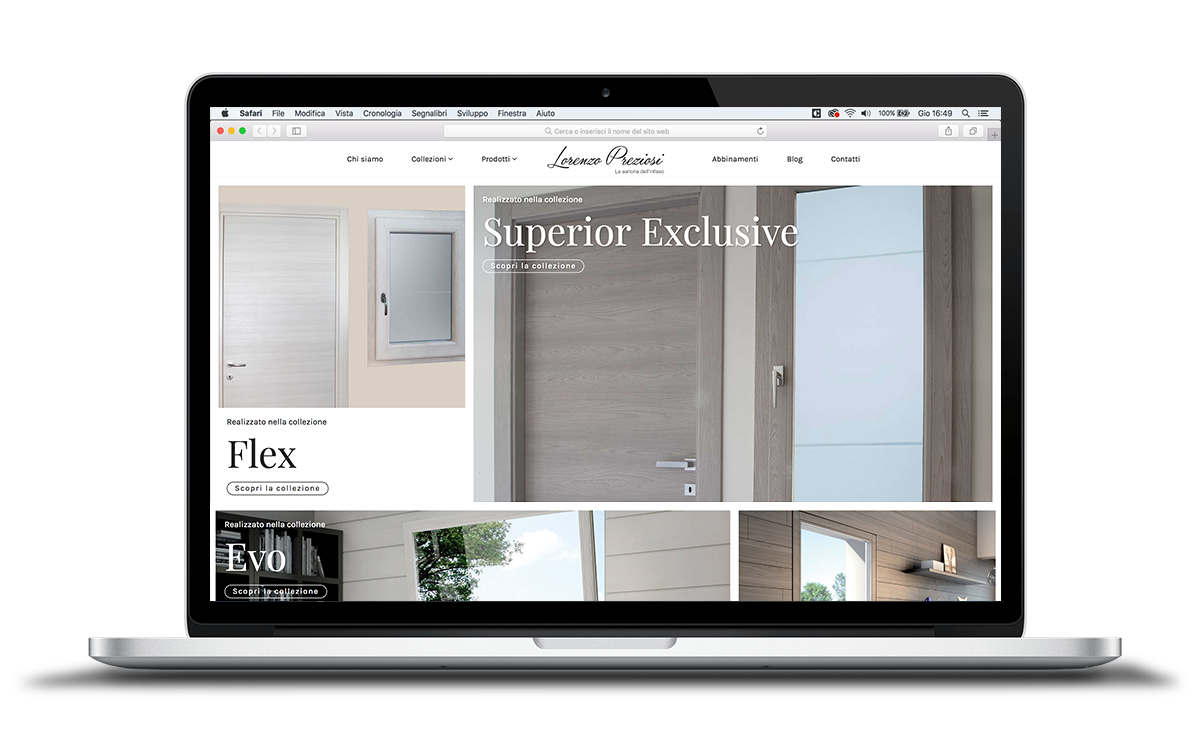 Safari File Modifica Vista Cronologia Segnalibri Sviluppo Finestra Aiuto 100% Gio 16:49
Cerca o inserisci il nome del sito web
Chi siamo Collezioni Prodotti Lorenzo Preziosi Abbinamenti Blog Contatti
La sartoria dell'infisso
Realizzato nella collezione
Superior Exclusive
Scopri la collezione
Realizzato nella collezione
Flex
Scopri la collezione
Realizzato nella collezione
Evo
Scopri la collezione